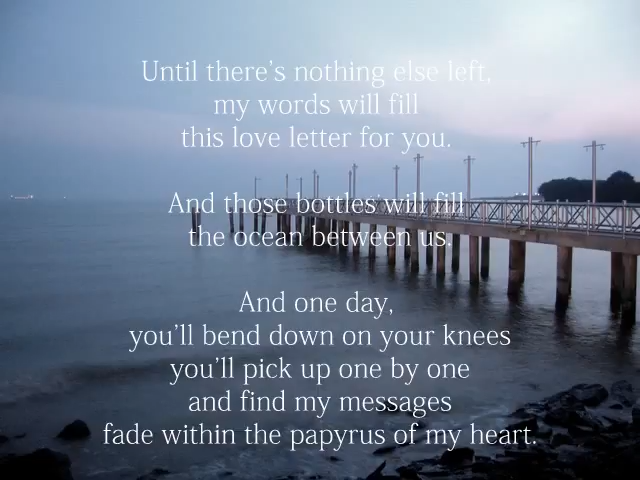 Until there's nothing else left,
my words will fill
this love letter for you.
And those bottles will fill
the ocean between us.
And one day,
you'll bend down on your knees
you'll pick up one by one
and find my messages
fade within the papyrus of my heart.